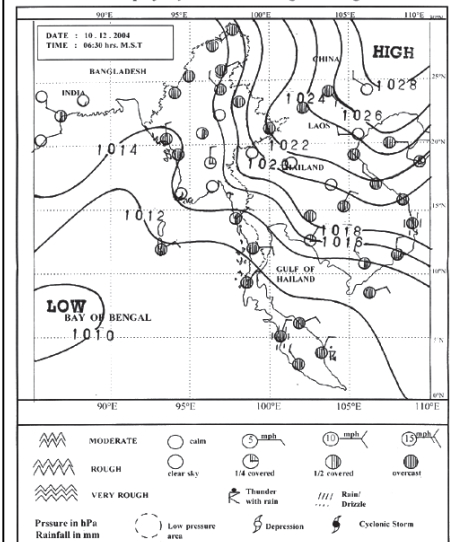 90°E 95°E 100°E 105°E 110°E
DATE : 10 . 12 . 2004
TIME : 06:30 hrs. M.S.T
BANGLADESH
CHINA
HIGH
1028
25°N
INDIA
1024
1026
LAOS
20°N
1014
1022
THAILAND
15°N
1012
1018
1016
GULF OF
HAILAND
10°N
LOW
BAY OF BENGAL
1010
5°N
0°N
90°E 95°E 100°E 105°E 110°E
MODERATE
calm
5 mph
10 mph
15 mph
ROUGH
clear sky
1/4 covered
1/2 covered
overcast
VERY ROUGH
Thunder
with rain
Rain/
Drizzle
Prssure in hPa
Rainfall in mm
Low pressure
area
Depression
Cyclonic Storm